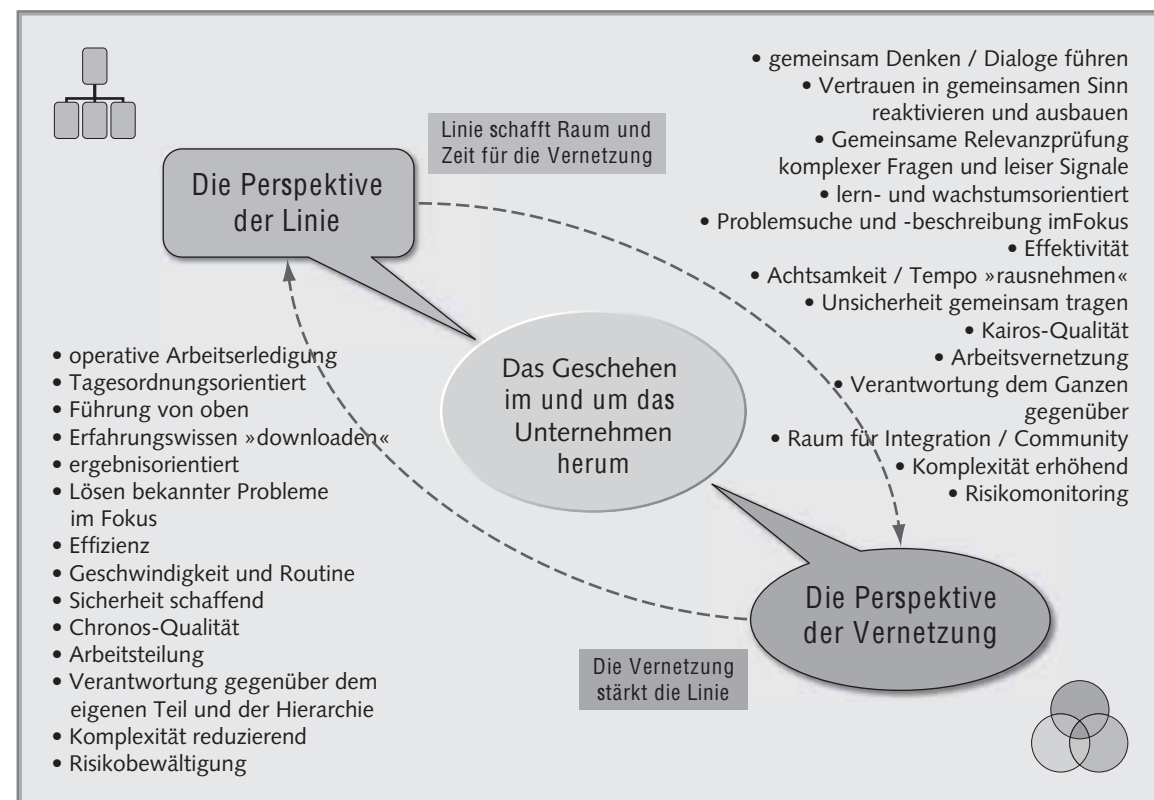 • gemeinsam Denken / Dialoge führen
• Vertrauen in gemeinsamen Sinn
reaktivieren und ausbauen
• Gemeinsame Relevanzprüfung
komplexer Fragen und leiser Signale
• lern- und wachstumsorientiert
• Problemsuche und -beschreibung imFokus
• Effektivität
• Achtsamkeit / Tempo »rausnehmen«
• Unsicherheit gemeinsam tragen
• Kairos-Qualität
• Arbeitsvernetzung
• Verantwortung dem Ganzen
gegenüber
• Raum für Integration / Community
• Komplexität erhöhend
• Risikomonitoring
Linie schafft Raum und
Zeit für die Vernetzung
Die Perspektive
der Linie
Das Geschehen
im und um das
Unternehmen
herum
• operative Arbeitserledigung
• Tagesordnungsorientiert
• Führung von oben
• Erfahrungswissen »downloaden«
• ergebnisorientiert
• Lösen bekannter Probleme
im Fokus
• Effizienz
• Geschwindigkeit und Routine
• Sicherheit schaffend
• Chronos-Qualität
• Arbeitsteilung
• Verantwortung gegenüber dem
eigenen Teil und der Hierarchie
• Komplexität reduzierend
• Risikobewältigung
Die Perspektive
der Vernetzung
Die Vernetzung
stärkt die Linie